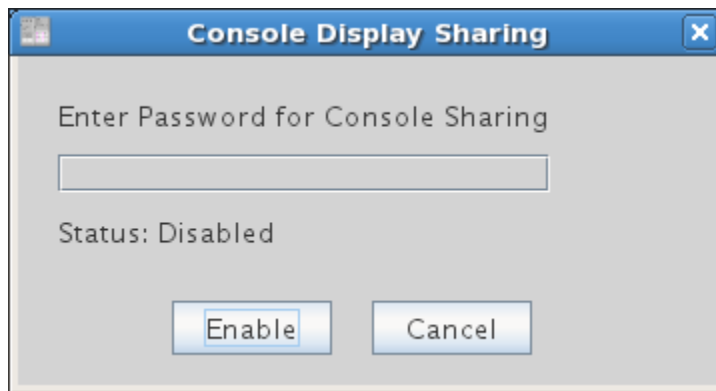 Console Display Sharing
Enter Password for Console Sharing
Status: Disabled
Enable Cancel